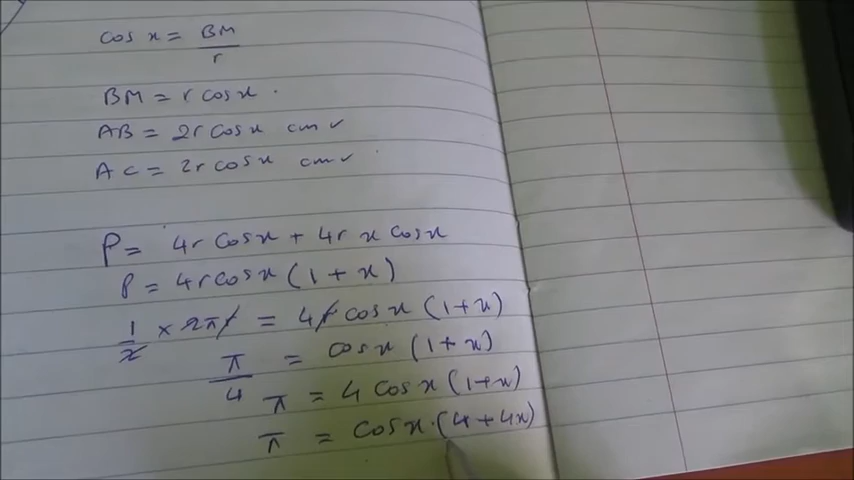 cos x = BM/r
BM = r cos x .
AB = 2r cos x cm ✓
AC = 2r cos x cm ✓
P = 4r cos x + 4r x cos x
P = 4r cos x (1 + x)
1/2 × 2πr = 4r cos x (1+x)
π/4 = cos x (1 + x)
π = 4 cos x (1+x)
π = cos x . (4 + 4x)